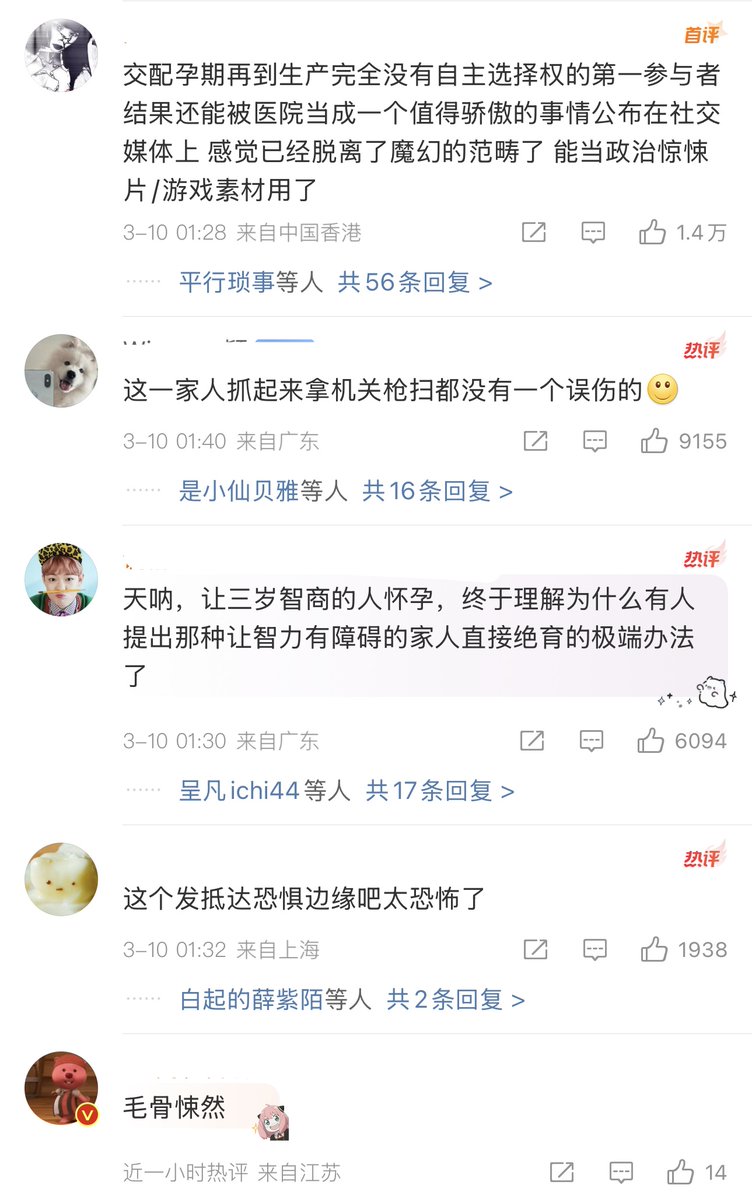 首评
交配孕期再到生产完全没有自主选择权的第一参与者
结果还能被医院当成一个值得骄傲的事情公布在社交
媒体上 感觉已经脱离了魔幻的范畴了 能当政治惊悚
片/游戏素材用了
3-10 01:28 来自中国香港 1.4万
平行琐事等人 共56条回复 >
热评
这一家人抓起来拿机关枪扫都没有一个误伤的
3-10 01:40 来自广东 9155
是小仙贝雅等人 共16条回复 >
热评
天呐，让三岁智商的人怀孕，终于理解为什么有人
提出那种让智力有障碍的家人直接绝育的极端办法
了
3-10 01:30 来自广东 6094
呈凡ichi44等人 共17条回复 >
热评
这个发抵达恐惧边缘吧太恐怖了
3-10 01:32 来自上海 1938
白起的薛紫陌等人 共2条回复 >
毛骨悚然
近一小时热评 来自江苏 14